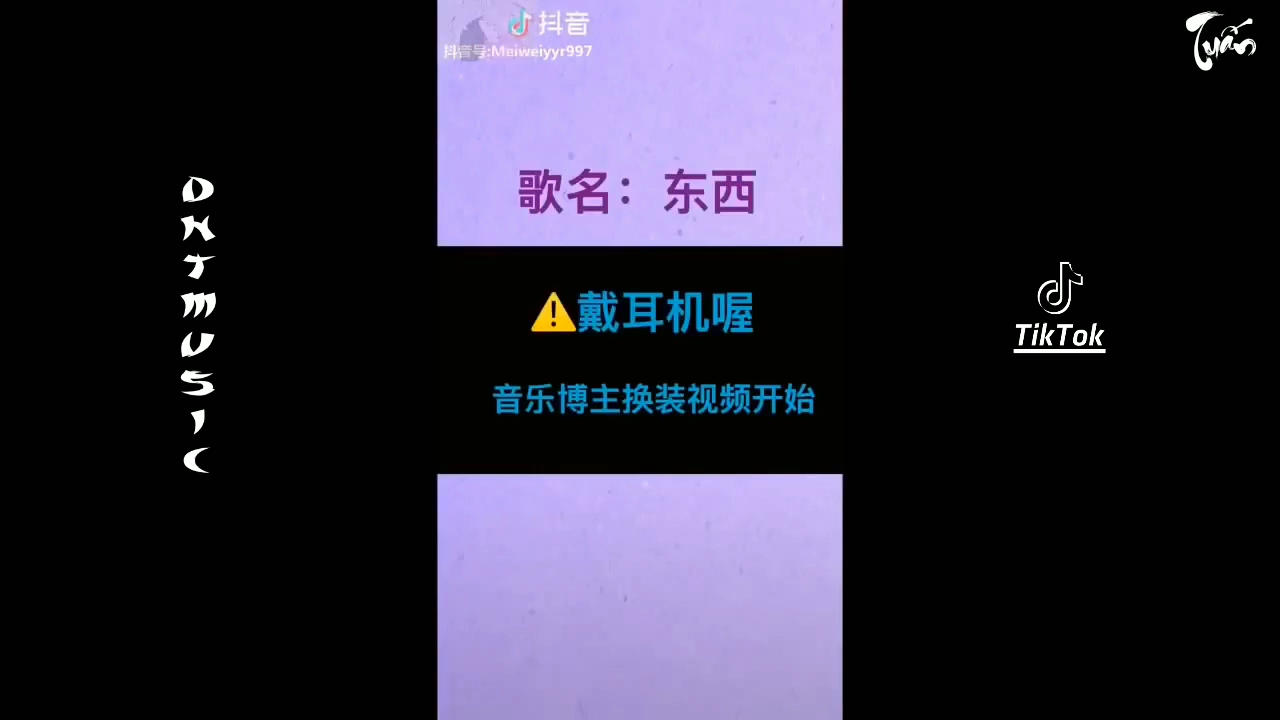 抖音
抖音号:Meiweiyyr997
Tuấn
歌名：东西
DNTMUSIC
⚠戴耳机喔
TikTok
音乐博主换装视频开始